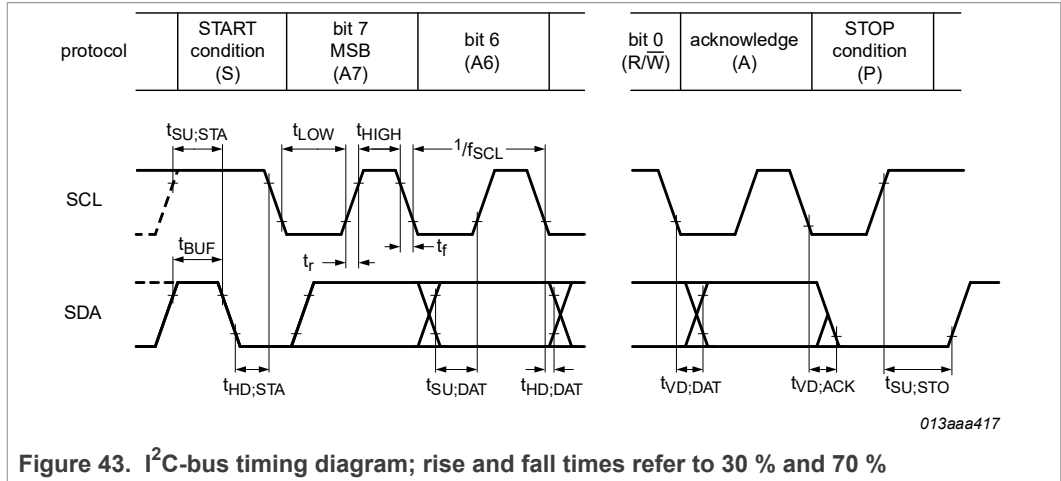 protocol
START
condition
(S)
bit 7
MSB
(A7)
bit 6
(A6)
bit 0
(R/W̅)
acknowledge
(A)
STOP
condition
(P)
tSU;STA
tLOW
tHIGH
1/fSCL
SCL
tBUF
tr
tf
SDA
tHD;STA
tSU;DAT
tHD;DAT
tVD;DAT
tVD;ACK
tSU;STO
013aaa417
Figure 43. I²C-bus timing diagram; rise and fall times refer to 30 % and 70 %